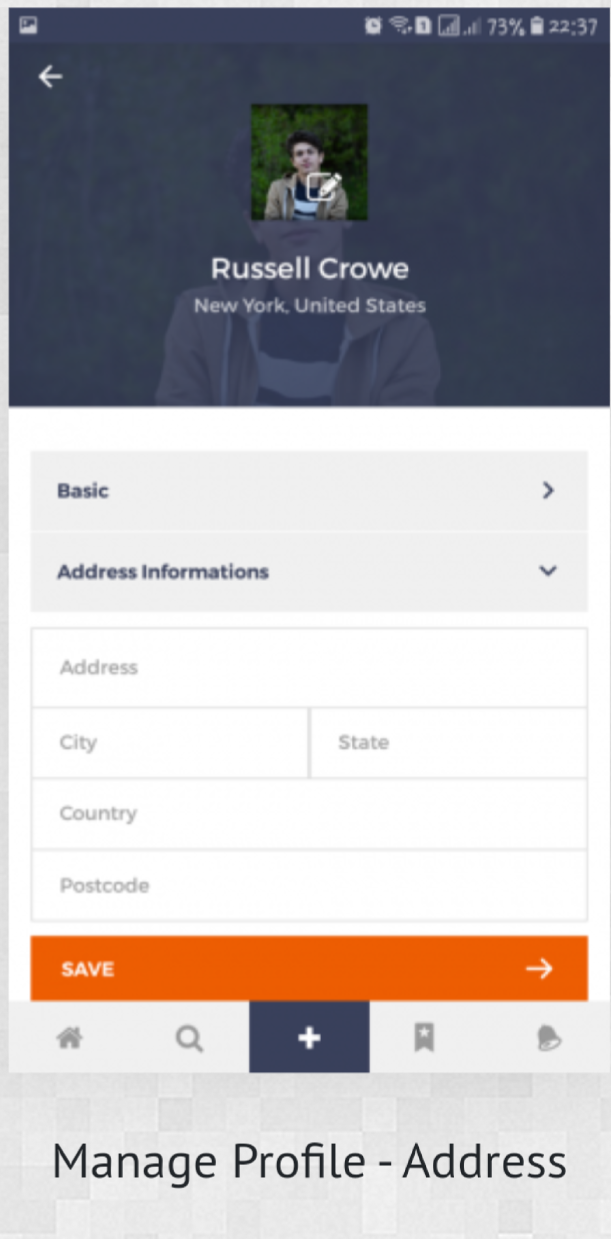 73% 22:37
Russell Crowe
New York, United States
Basic
Address Informations
Address
City State
Country
Postcode
SAVE
Manage Profile - Address